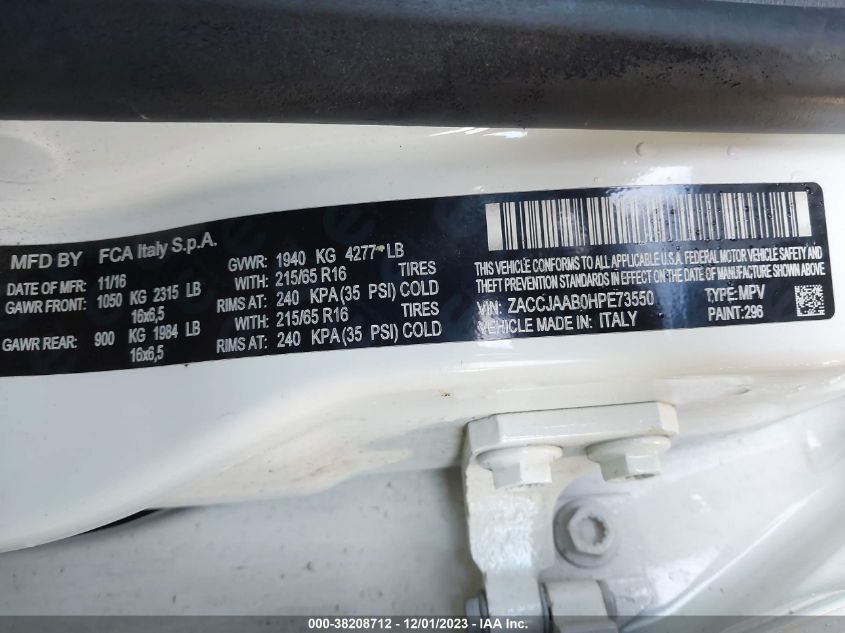 MFD BY FCA Italy S.p.A.
DATE OF MFR: 11/16
GAWR FRONT: 1050 KG 2315 LB
16x6,5
GAWR REAR: 900 KG 1984 LB
16x6,5
GVWR: 1940 KG 4277 LB
WITH: 215/65 R16 TIRES
RIMS AT: 240 KPA(35 PSI) COLD
WITH: 215/65 R16 TIRES
RIMS AT: 240 KPA(35 PSI) COLD
THIS VEHICLE CONFORMS TO ALL APPLICABLE U.S.A. FEDERAL MOTOR VEHICLE SAFETY AND
THEFT PREVENTION STANDARDS IN EFFECT ON THE DATE OF MANUFACTURE SHOWN ABOVE.
VIN: ZACCJAAB0HPE73550 TYPE: MPV
VEHICLE MADE IN: ITALY PAINT:296
000-38208712 - 12/01/2023 - IAA Inc.